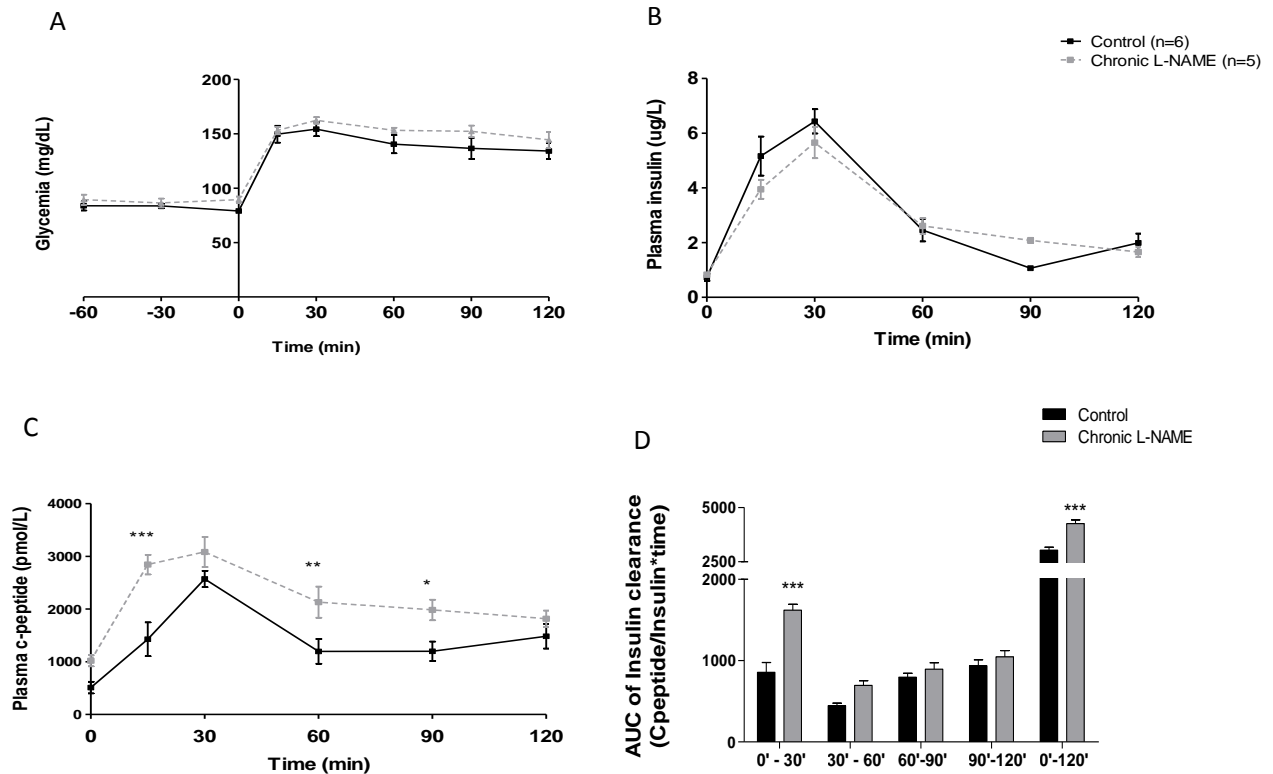 A
Glycemia (mg/dL)
200
150
100
50
-60 -30 0 30 60 90 120
Time (min)
B
Control (n=6)
Chronic L-NAME (n=5)
Plasma insulin (ug/L)
8
6
4
2
0
0 30 60 90 120
Time (min)
C
Plasma c-peptide (pmol/L)
4000
3000
2000
1000
0
***
**
*
0 30 60 90 120
Time (min)
D
Control
Chronic L-NAME
AUC of Insulin clearance
(Cpeptide/Insulin*time)
5000
2500
2000
1000
0
***
***
0' - 30' 30' - 60' 60'-90' 90'-120' 0'-120'